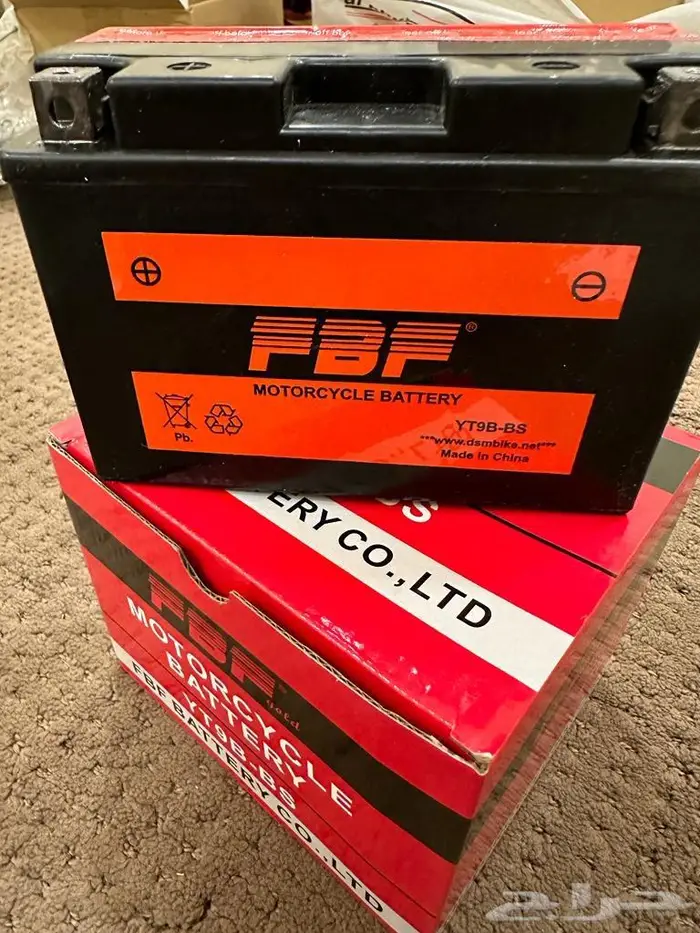 FBF®
MOTORCYCLE BATTERY
Pb.
YT9B-BS
***www.dsmbike.net***
Made in China
ERY CO.,LTD
FBF
gold
MOTORCYCLE
BATTERY
YT9B-BS
FBF BATTERY CO.,LTD
حراج